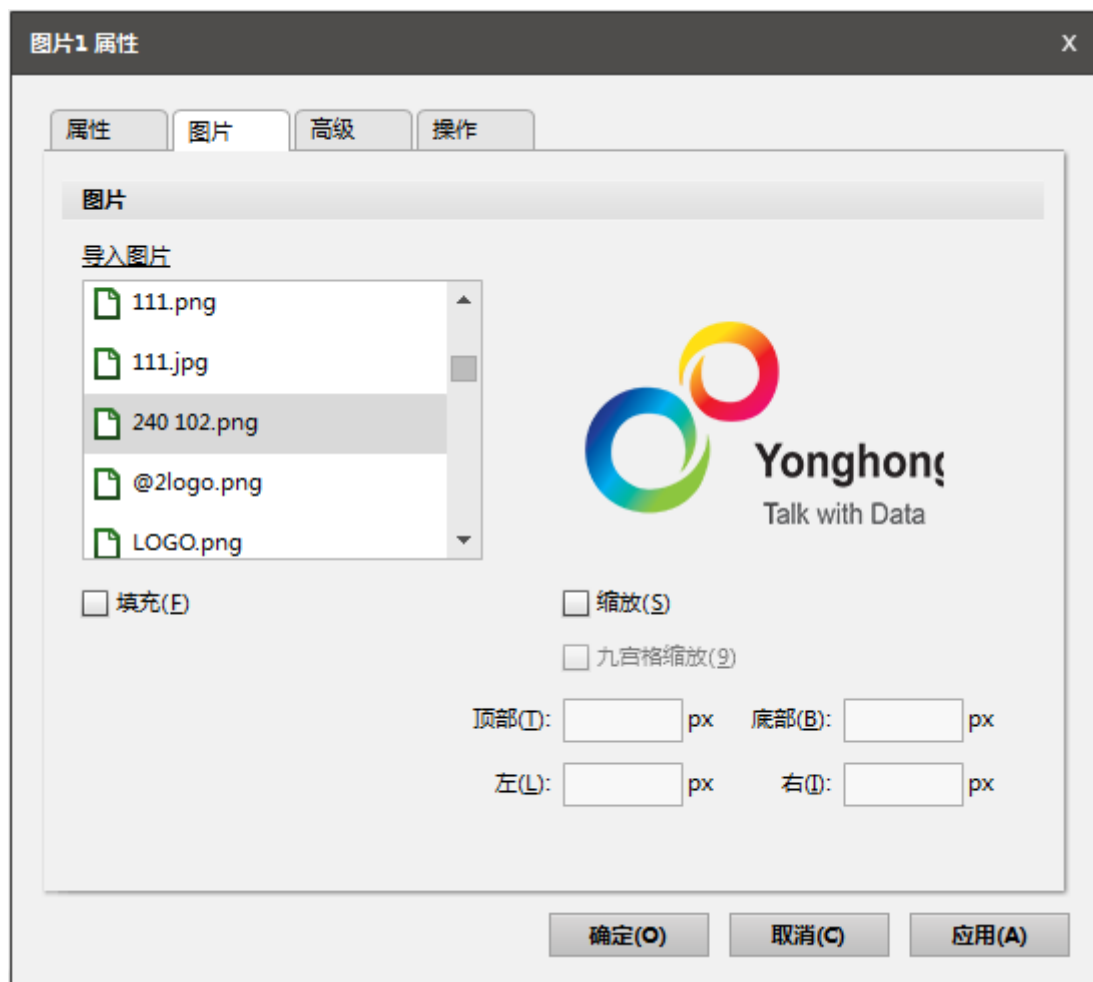 图片1 属性 X
属性 图片 高级 操作
图片
导入图片
111.png
111.jpg
240 102.png
@2logo.png
LOGO.png
Yonghong
Talk with Data
填充(F) 缩放(S)
九宫格缩放(9)
顶部(T): px 底部(B): px
左(L): px 右(I): px
确定(O) 取消(C) 应用(A)